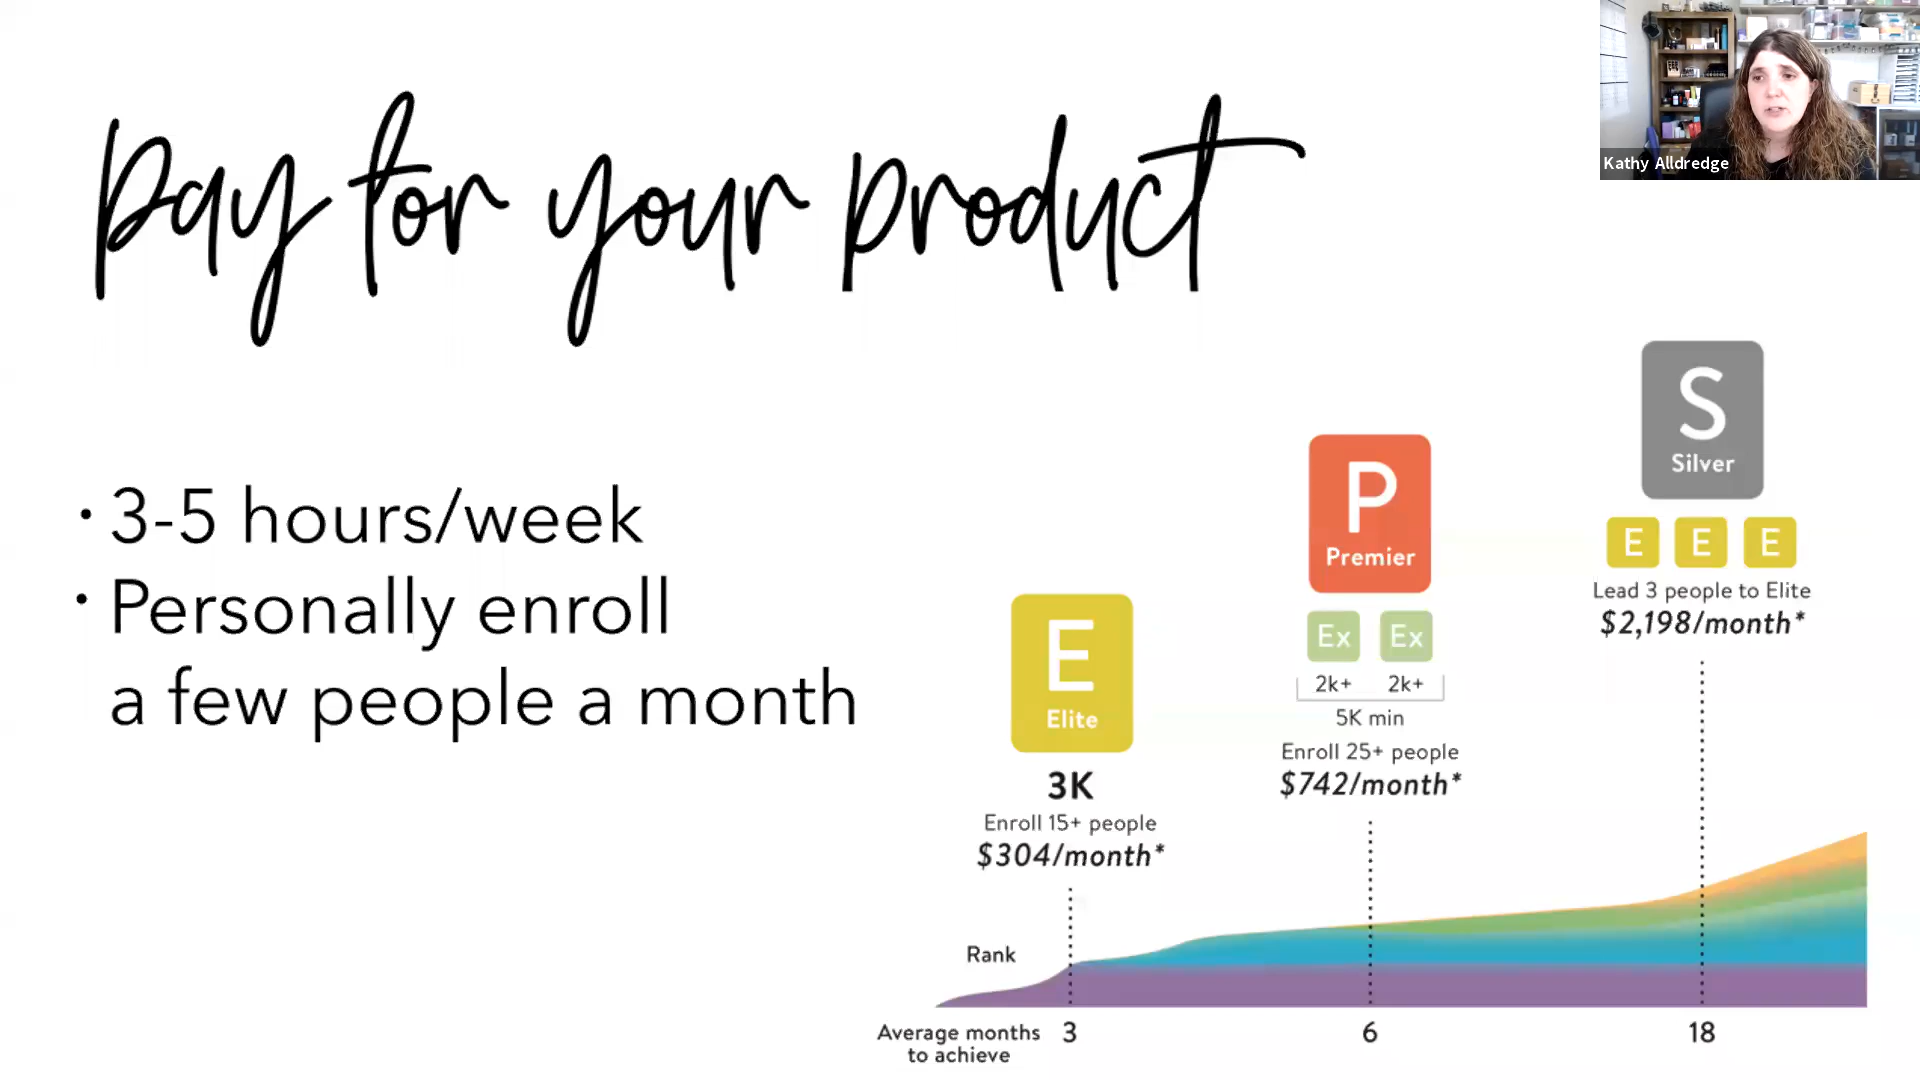 pay for your product
Kathy Alldredge
• 3-5 hours/week
• Personally enroll
a few people a month
E
Elite
3K
Enroll 15+ people
$304/month*
P
Premier
Ex Ex
2k+ 2k+
5K min
Enroll 25+ people
$742/month*
S
Silver
E E E
Lead 3 people to Elite
$2,198/month*
Rank
Average months
to achieve
3 6 18